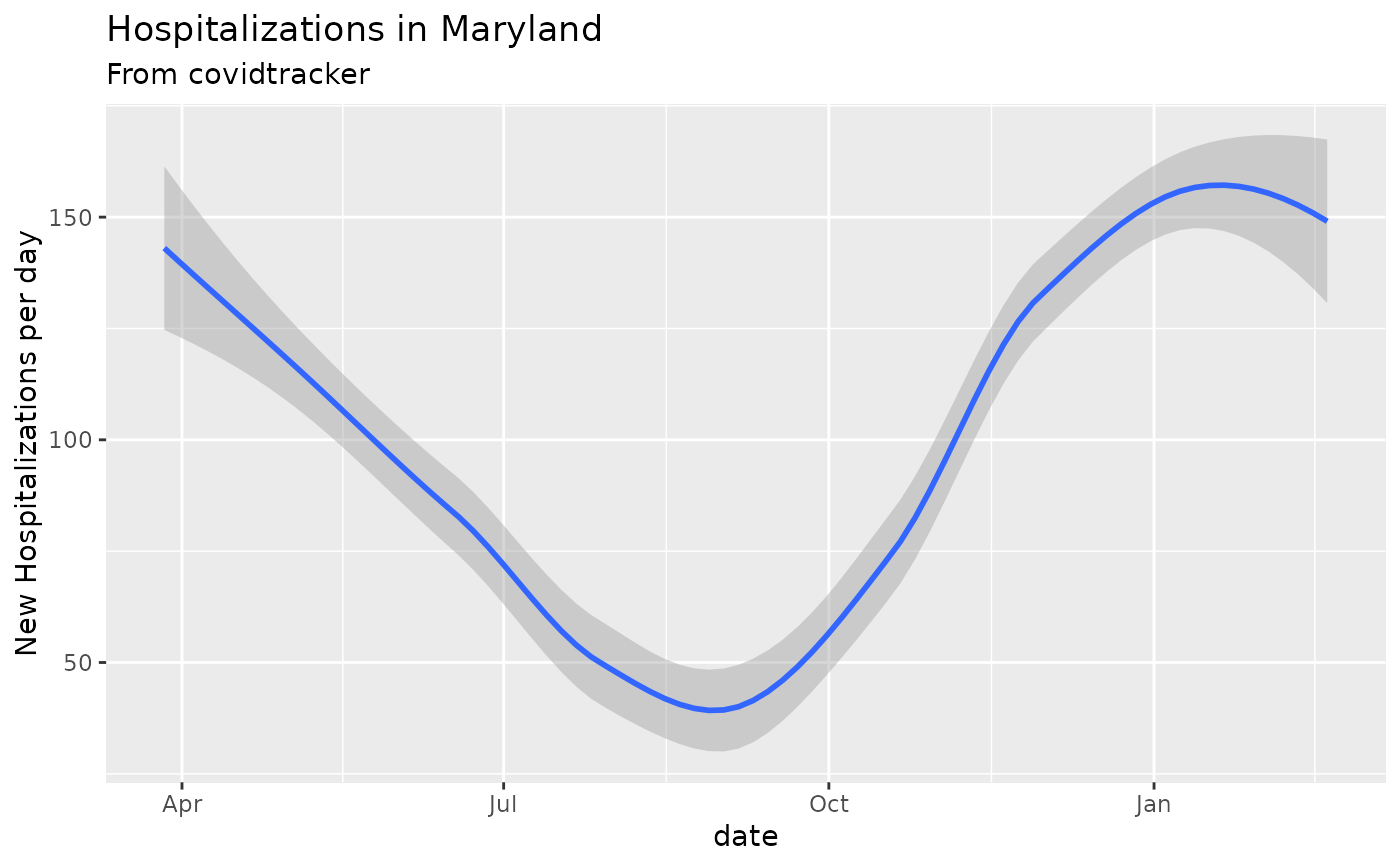 Hospitalizations in Maryland
From covidtracker
New Hospitalizations per day
150
100
50
Apr
Jul
Oct
Jan
date